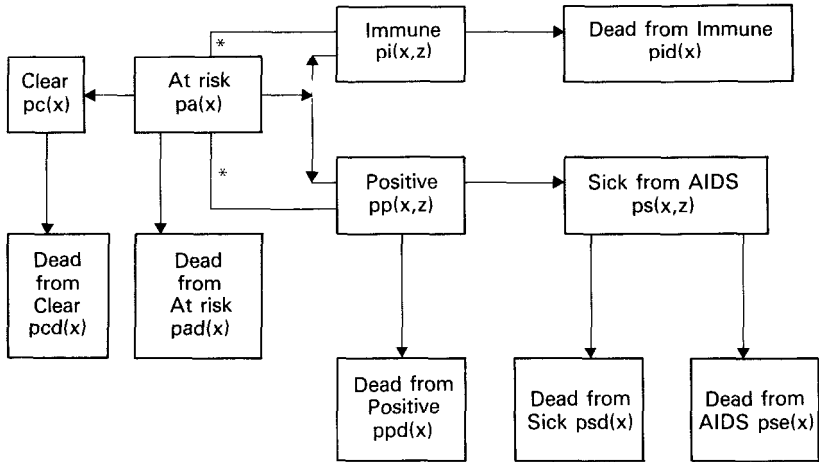 *
Immune
pi(x,z)
Dead from Immune
pid(x)
Clear
pc(x)
At risk
pa(x)
*
Positive
pp(x,z)
Sick from AIDS
ps(x,z)
Dead
from
Clear
pcd(x)
Dead
from
At risk
pad(x)
Dead from
Positive
ppd(x)
Dead from
Sick psd(x)
Dead from
AIDS pse(x)